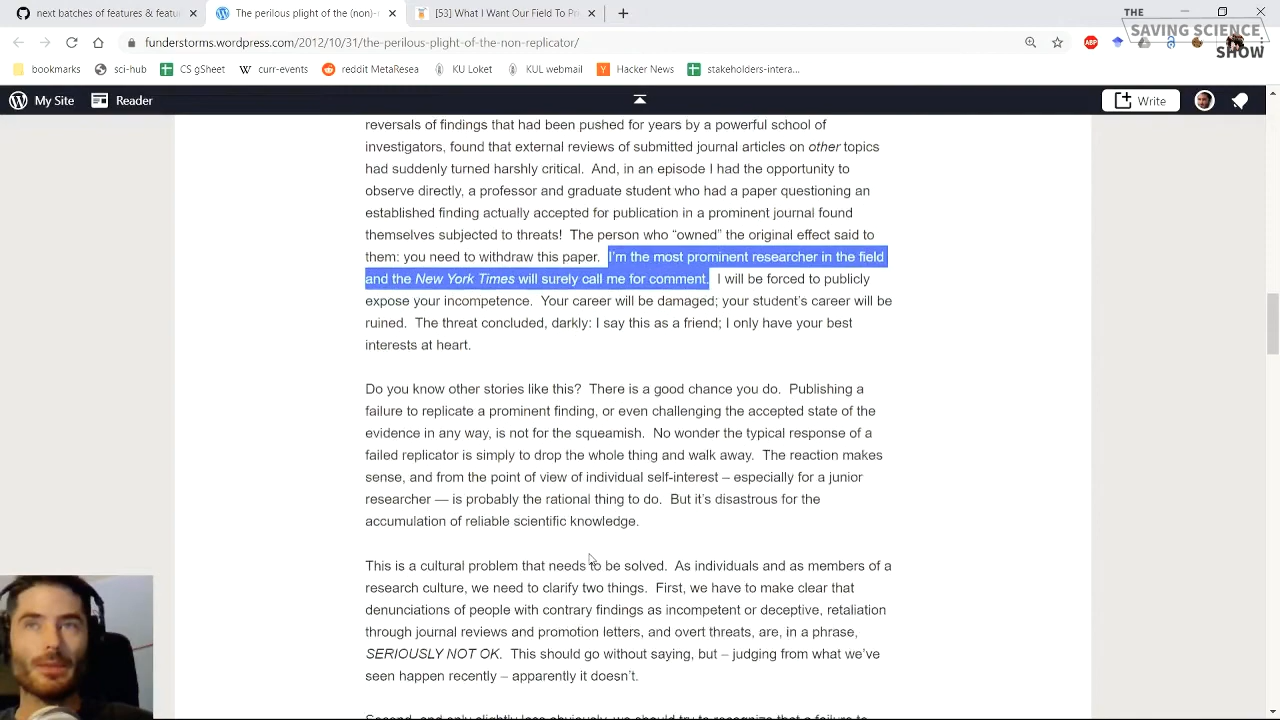 next batches of features & featur
The perilous plight of the (non)-r
[53] What I Want Our Field To Pr
THE
SAVING SCIENCE
SHOW
funderstorms.wordpress.com/2012/10/31/the-perilous-plight-of-the-non-replicator/
ABP
bookmarks
sci-hub
CS gSheet
curr-events
reddit MetaResea
KU Loket
KUL webmail
Hacker News
stakeholders-intera...
My Site
Reader
Write
reversals of findings that had been pushed for years by a powerful school of
investigators, found that external reviews of submitted journal articles on other topics
had suddenly turned harshly critical. And, in an episode I had the opportunity to
observe directly, a professor and graduate student who had a paper questioning an
established finding actually accepted for publication in a prominent journal found
themselves subjected to threats! The person who “owned” the original effect said to
them: you need to withdraw this paper. I’m the most prominent researcher in the field
and the New York Times will surely call me for comment. I will be forced to publicly
expose your incompetence. Your career will be damaged; your student’s career will be
ruined. The threat concluded, darkly: I say this as a friend; I only have your best
interests at heart.
Do you know other stories like this? There is a good chance you do. Publishing a
failure to replicate a prominent finding, or even challenging the accepted state of the
evidence in any way, is not for the squeamish. No wonder the typical response of a
failed replicator is simply to drop the whole thing and walk away. The reaction makes
sense, and from the point of view of individual self-interest – especially for a junior
researcher — is probably the rational thing to do. But it’s disastrous for the
accumulation of reliable scientific knowledge.
This is a cultural problem that needs to be solved. As individuals and as members of a
research culture, we need to clarify two things. First, we have to make clear that
denunciations of people with contrary findings as incompetent or deceptive, retaliation
through journal reviews and promotion letters, and overt threats, are, in a phrase,
SERIOUSLY NOT OK. This should go without saying, but – judging from what we’ve
seen happen recently – apparently it doesn’t.
Second, and only slightly less obviously, we should try to recognize that a failure to